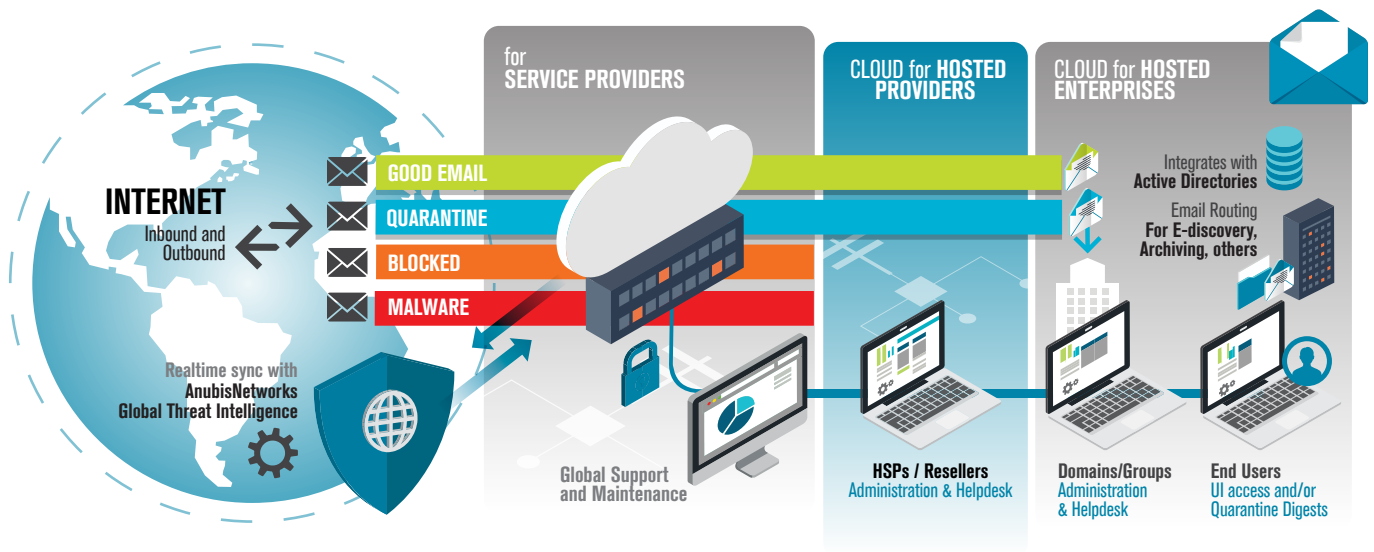 INTERNET
Inbound and
Outbound
Realtime sync with
AnubisNetworks
Global Threat Intelligence
for
SERVICE PROVIDERS
GOOD EMAIL
QUARANTINE
BLOCKED
MALWARE
Global Support
and Maintenance
CLOUD for HOSTED
PROVIDERS
HSPs / Resellers
Administration & Helpdesk
CLOUD for HOSTED
ENTERPRISES
Integrates with
Active Directories
Email Routing
For E-discovery,
Archiving, others
Domains/Groups
Administration
& Helpdesk
End Users
UI access and/or
Quarantine Digests